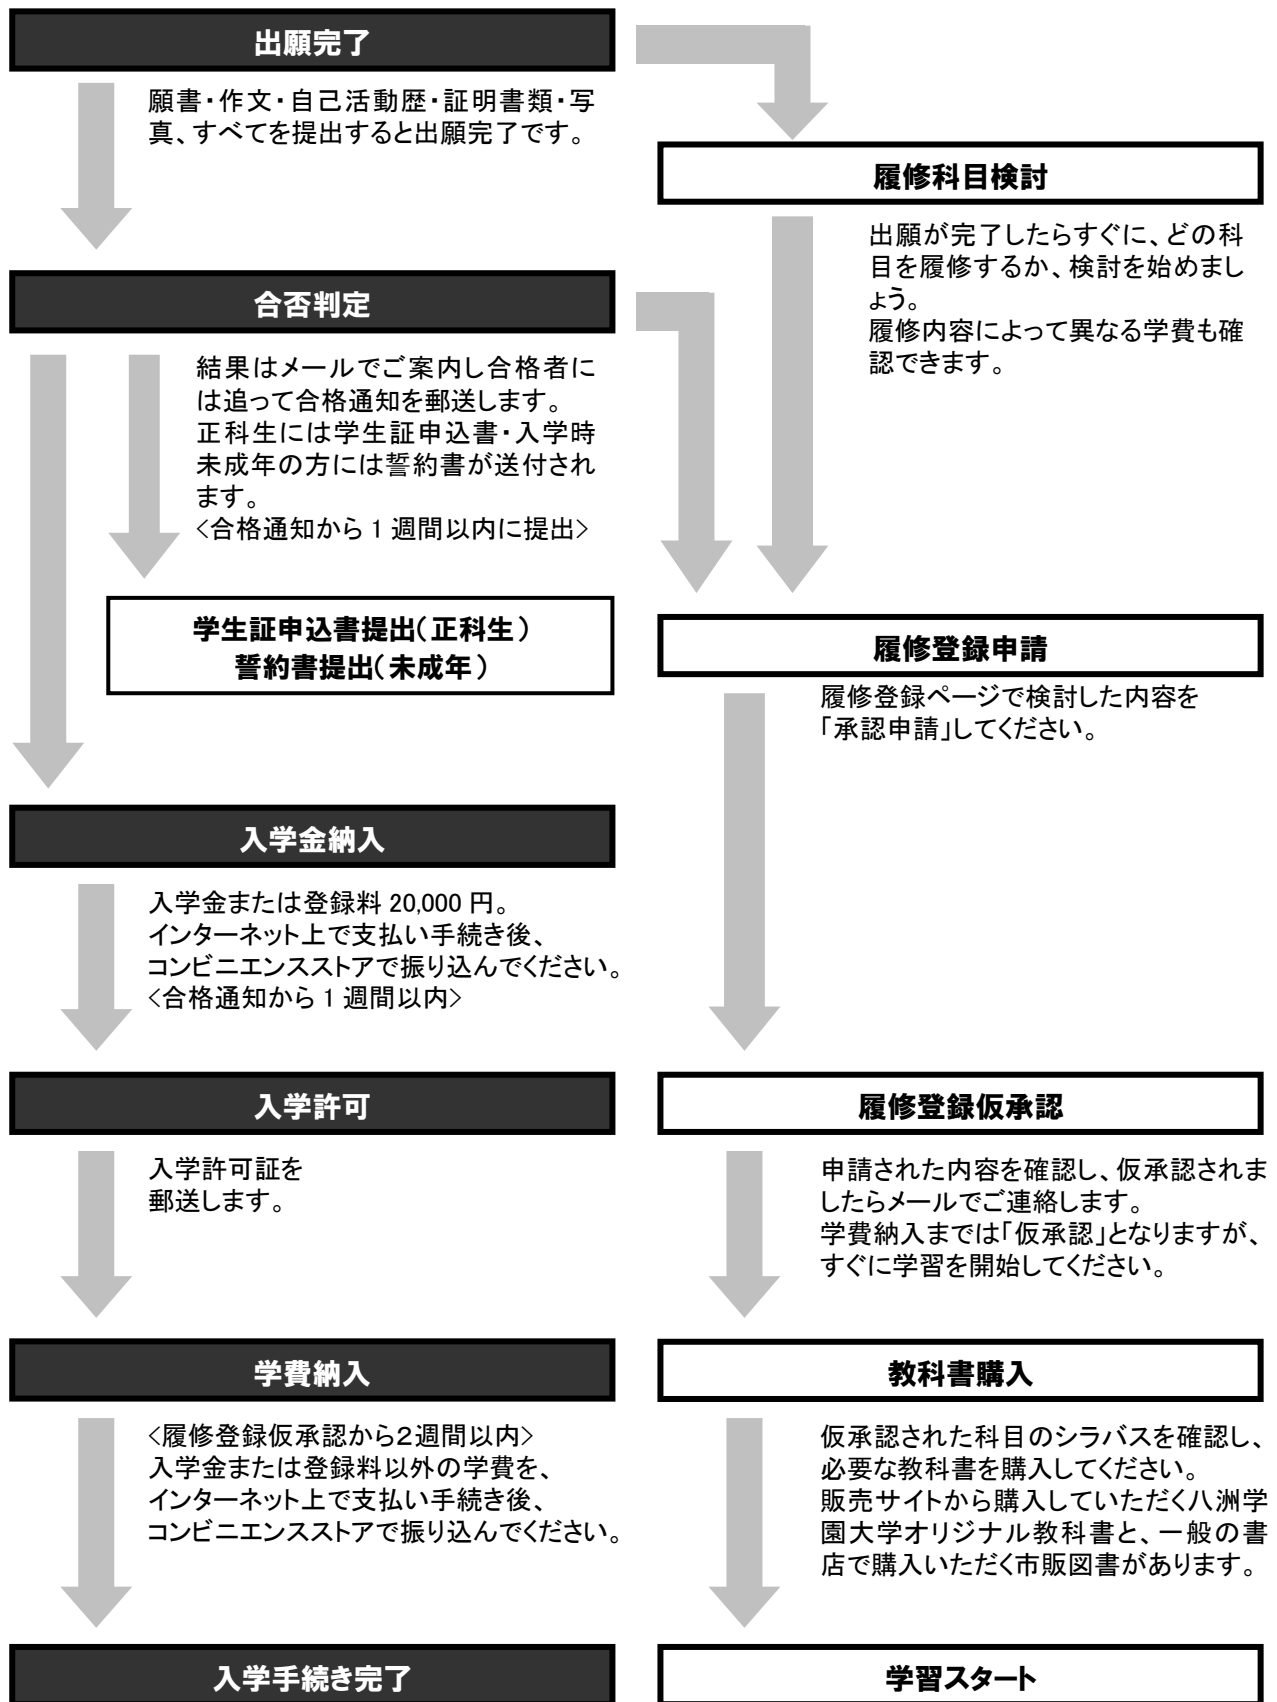 出願完了
願書・作文・自己活動歴・証明書類・写
真、すべてを提出すると出願完了です。
履修科目検討
出願が完了したらすぐに、どの科
目を履修するか、検討を始めまし
ょう。
履修内容によって異なる学費も確
認できます。
合否判定
結果はメールでご案内し合格者に
は追って合格通知を郵送します。
正科生には学生証申込書・入学時
未成年の方には誓約書が送付され
ます。
<合格通知から1週間以内に提出>
学生証申込書提出(正科生)
誓約書提出(未成年)
履修登録申請
履修登録ページで検討した内容を
「承認申請」してください。
入学金納入
入学金または登録料 20,000 円。
インターネット上で支払い手続き後、
コンビニエンスストアで振り込んでください。
<合格通知から1週間以内>
入学許可
入学許可証を
郵送します。
履修登録仮承認
申請された内容を確認し、仮承認されま
したらメールでご連絡します。
学費納入までは「仮承認」となりますが、
すぐに学習を開始してください。
学費納入
<履修登録仮承認から2週間以内>
入学金または登録料以外の学費を、
インターネット上で支払い手続き後、
コンビニエンスストアで振り込んでください。
教科書購入
仮承認された科目のシラバスを確認し、
必要な教科書を購入してください。
販売サイトから購入していただく八洲学
園大学オリジナル教科書と、一般の書
店で購入いただく市販図書があります。
入学手続き完了
学習スタート